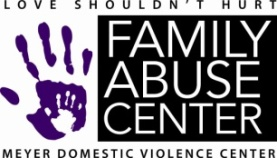 LOVE SHOULDN'T HURT
FAMILY
ABUSE
CENTER
MEYER DOMESTIC VIOLENCE CENTER